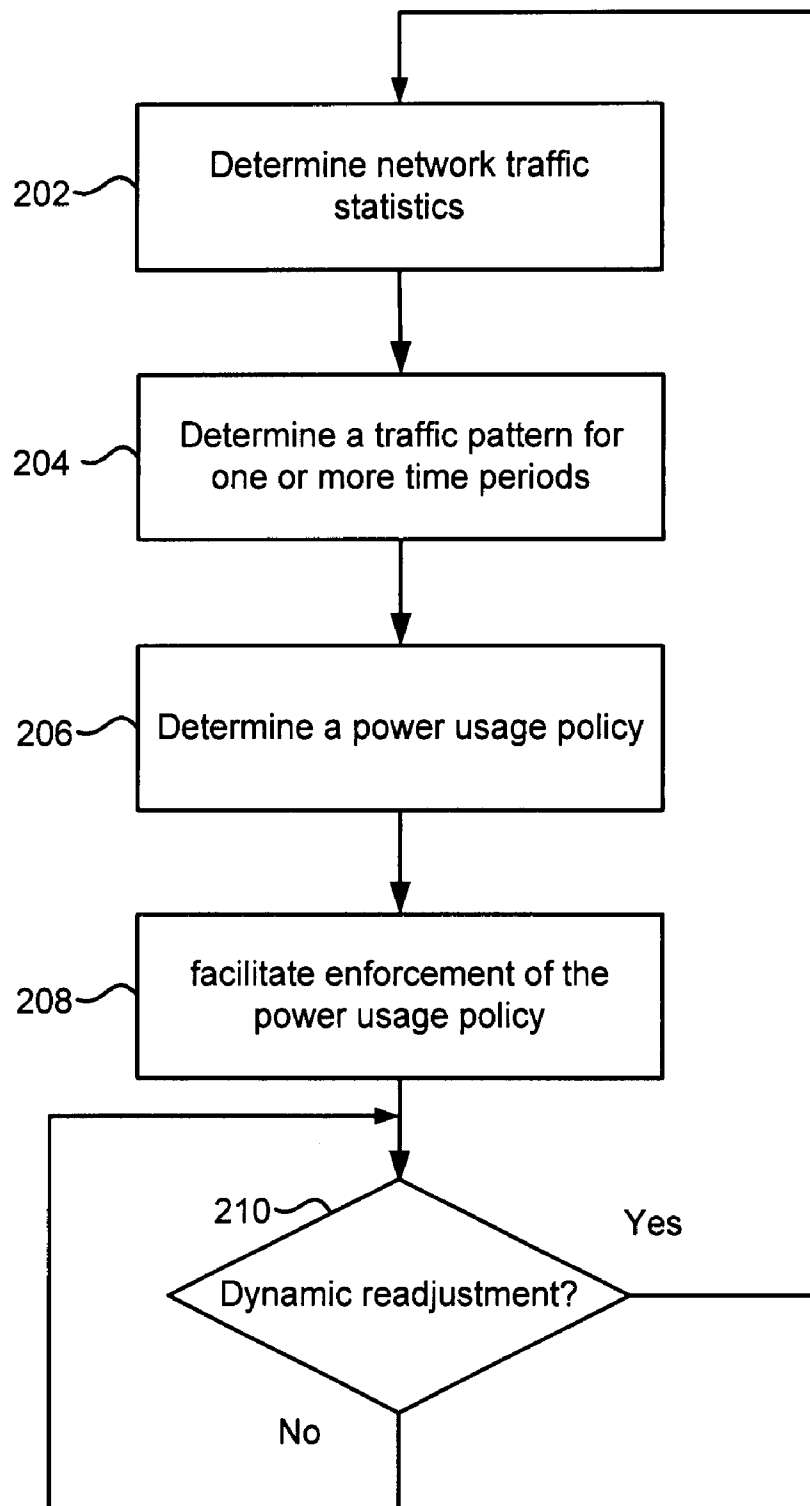 202
Determine network traffic
statistics
204
Determine a traffic pattern for
one or more time periods
206
Determine a power usage policy
208
facilitate enforcement of the
power usage policy
210
Yes
Dynamic readjustment?
No